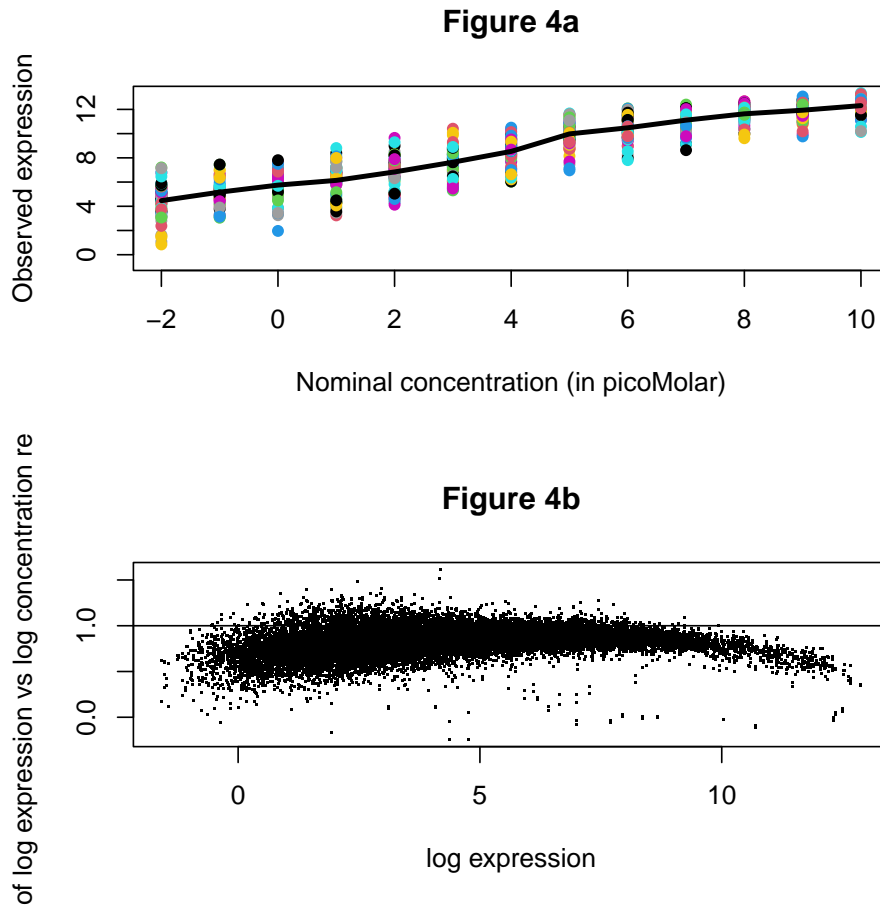 Figure 4a
Observed expression
12
8
4
0
−2 0 2 4 6 8 10
Nominal concentration (in picoMolar)
Figure 4b
of log expression vs log concentration re
1.0
0.0
0 5 10
log expression